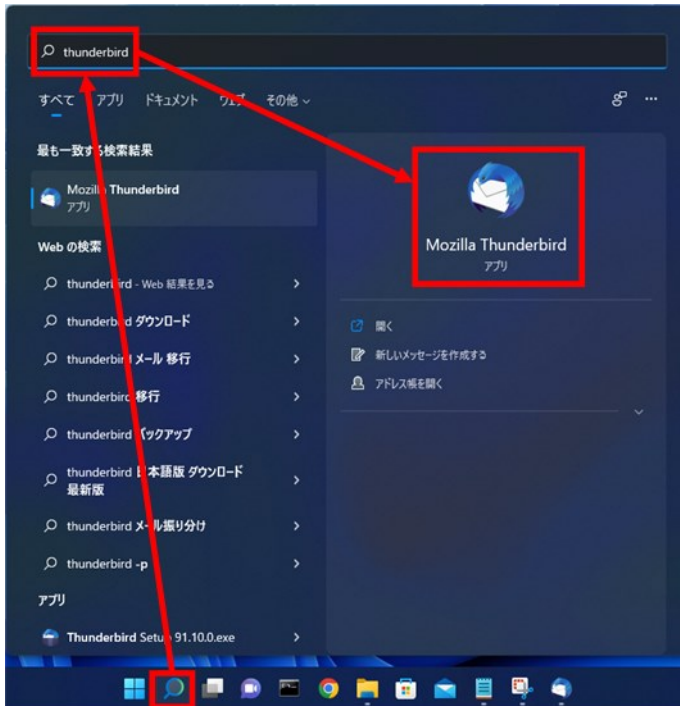 thunderbird
すべて アプリ ドキュメント ウェブ その他
最も一致する検索結果
Mozilla Thunderbird
アプリ
Web の検索
thunderbird - Web 結果を見る
thunderbird ダウンロード
thunderbird メール 移行
thunderbird 移行
thunderbird バックアップ
thunderbird 日本語版 ダウンロード
最新版
thunderbird メール振り分け
thunderbird -p
アプリ
Thunderbird Setup 91.10.0.exe
Mozilla Thunderbird
アプリ
開く
新しいメッセージを作成する
アドレス帳を開く